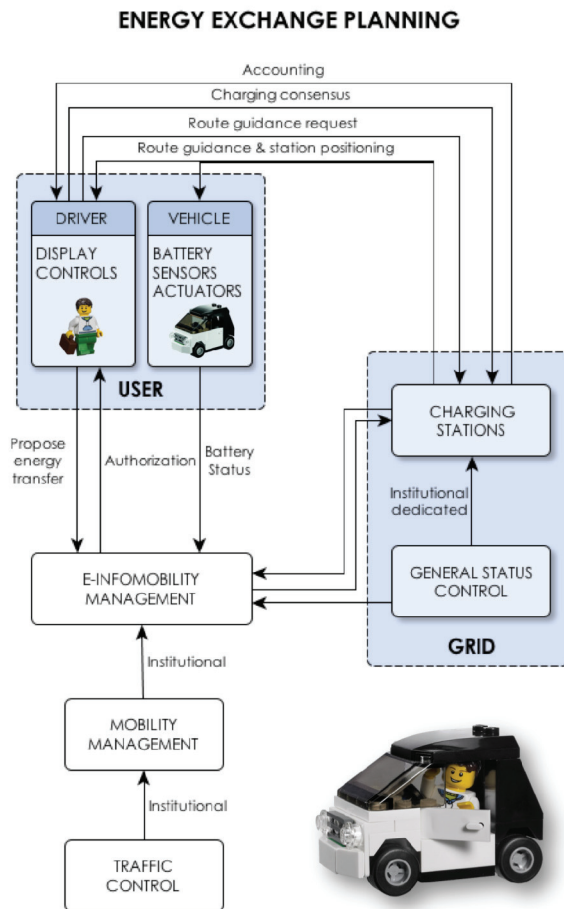 ENERGY EXCHANGE PLANNING
Accounting
Charging consensus
Route guidance request
Route guidance & station positioning
DRIVER
DISPLAY
CONTROLS
VEHICLE
BATTERY
SENSORS
ACTUATORS
USER
Propose
energy
transfer
Authorization
Battery
Status
CHARGING
STATIONS
Institutional
dedicated
E-INFOMOBILITY
MANAGEMENT
GENERAL STATUS
CONTROL
GRID
Institutional
MOBILITY
MANAGEMENT
Institutional
TRAFFIC
CONTROL